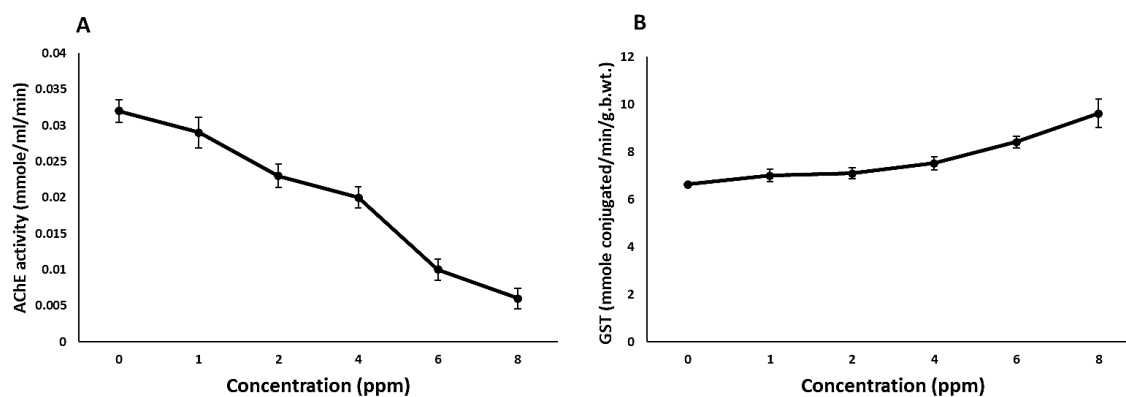 A
AChE activity (mmole/ml/min)
0.04
0.035
0.03
0.025
0.02
0.015
0.01
0.005
0
0 1 2 4 6 8
Concentration (ppm)
B
GST (mmole conjugated/min/g.b.wt.)
12
10
8
6
4
2
0
0 1 2 4 6 8
Concentration (ppm)